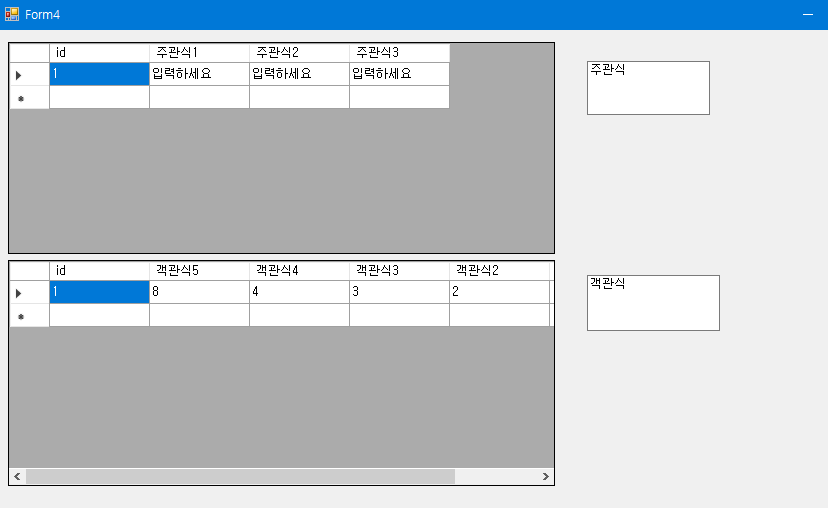 Form4
id 주관식1 주관식2 주관식3
1 입력하세요 입력하세요 입력하세요
주관식
id 객관식5 객관식4 객관식3 객관식2
1 8 4 3 2
객관식